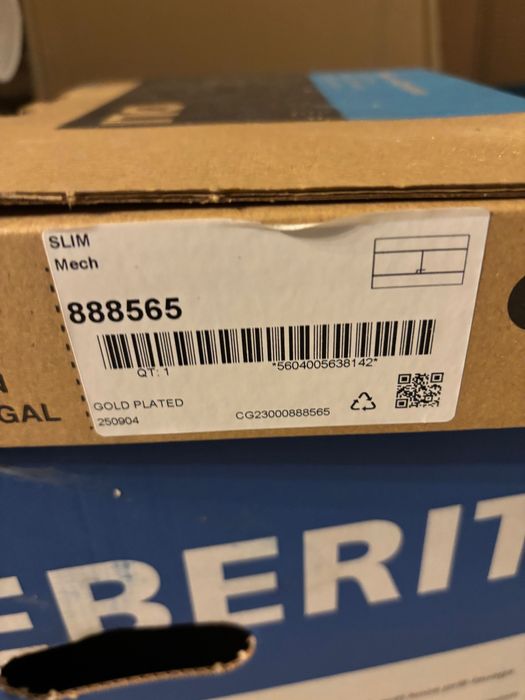 SLIM
Mech
888565
QT: 1
*5604005638142*
GOLD PLATED
250904
CG23000888565
GAL
EBERIT